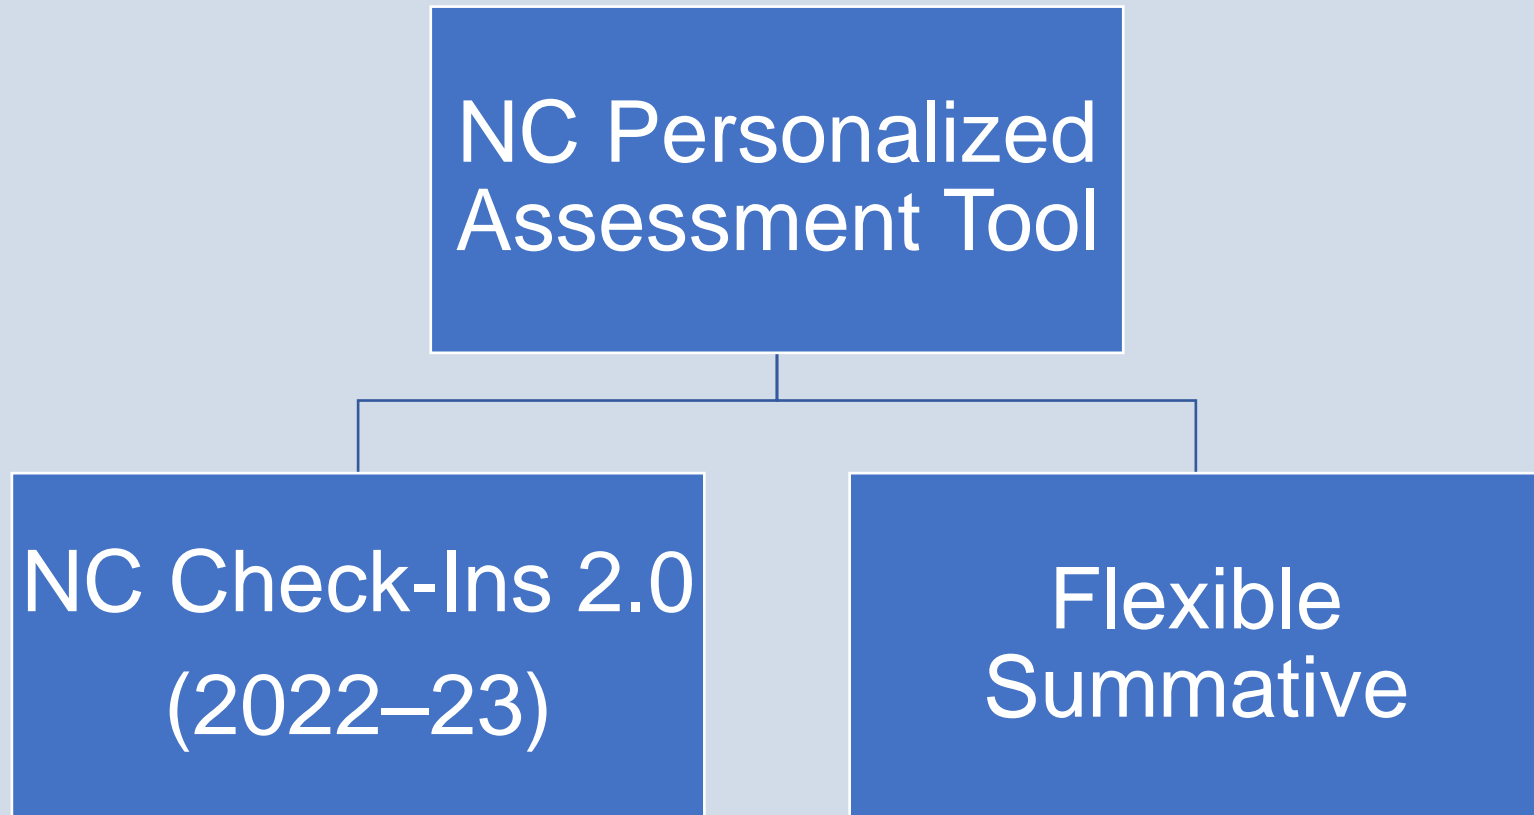 NC Personalized
Assessment Tool
NC Check-Ins 2.0
(2022–23)
Flexible
Summative